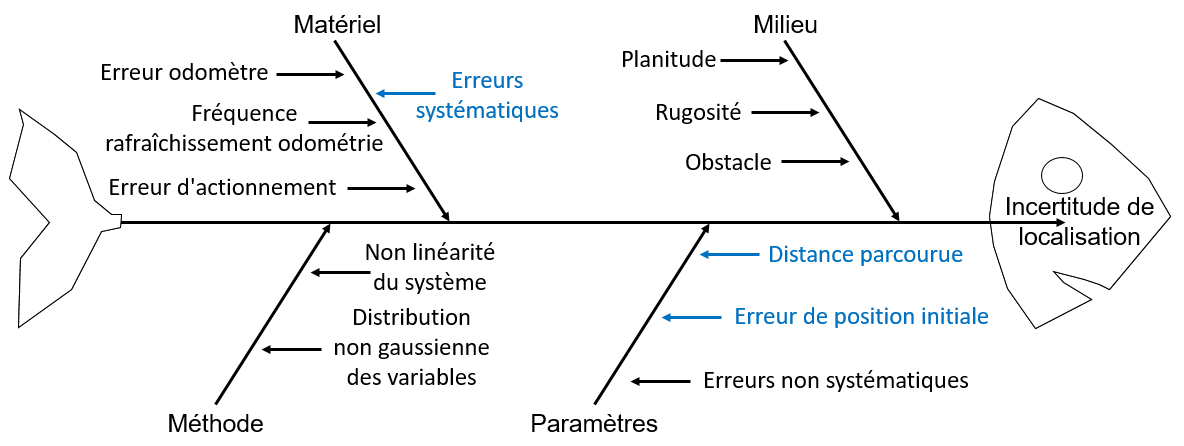 Matériel
Erreur odomètre
Erreurs
systématiques
Fréquence
rafraîchissement odométrie
Erreur d'actionnement
Milieu
Planitude
Rugosité
Obstacle
Incertitude de
localisation
Non linéarité
du système
Distribution
non gaussienne
des variables
Méthode
Distance parcourue
Erreur de position initiale
Erreurs non systématiques
Paramètres